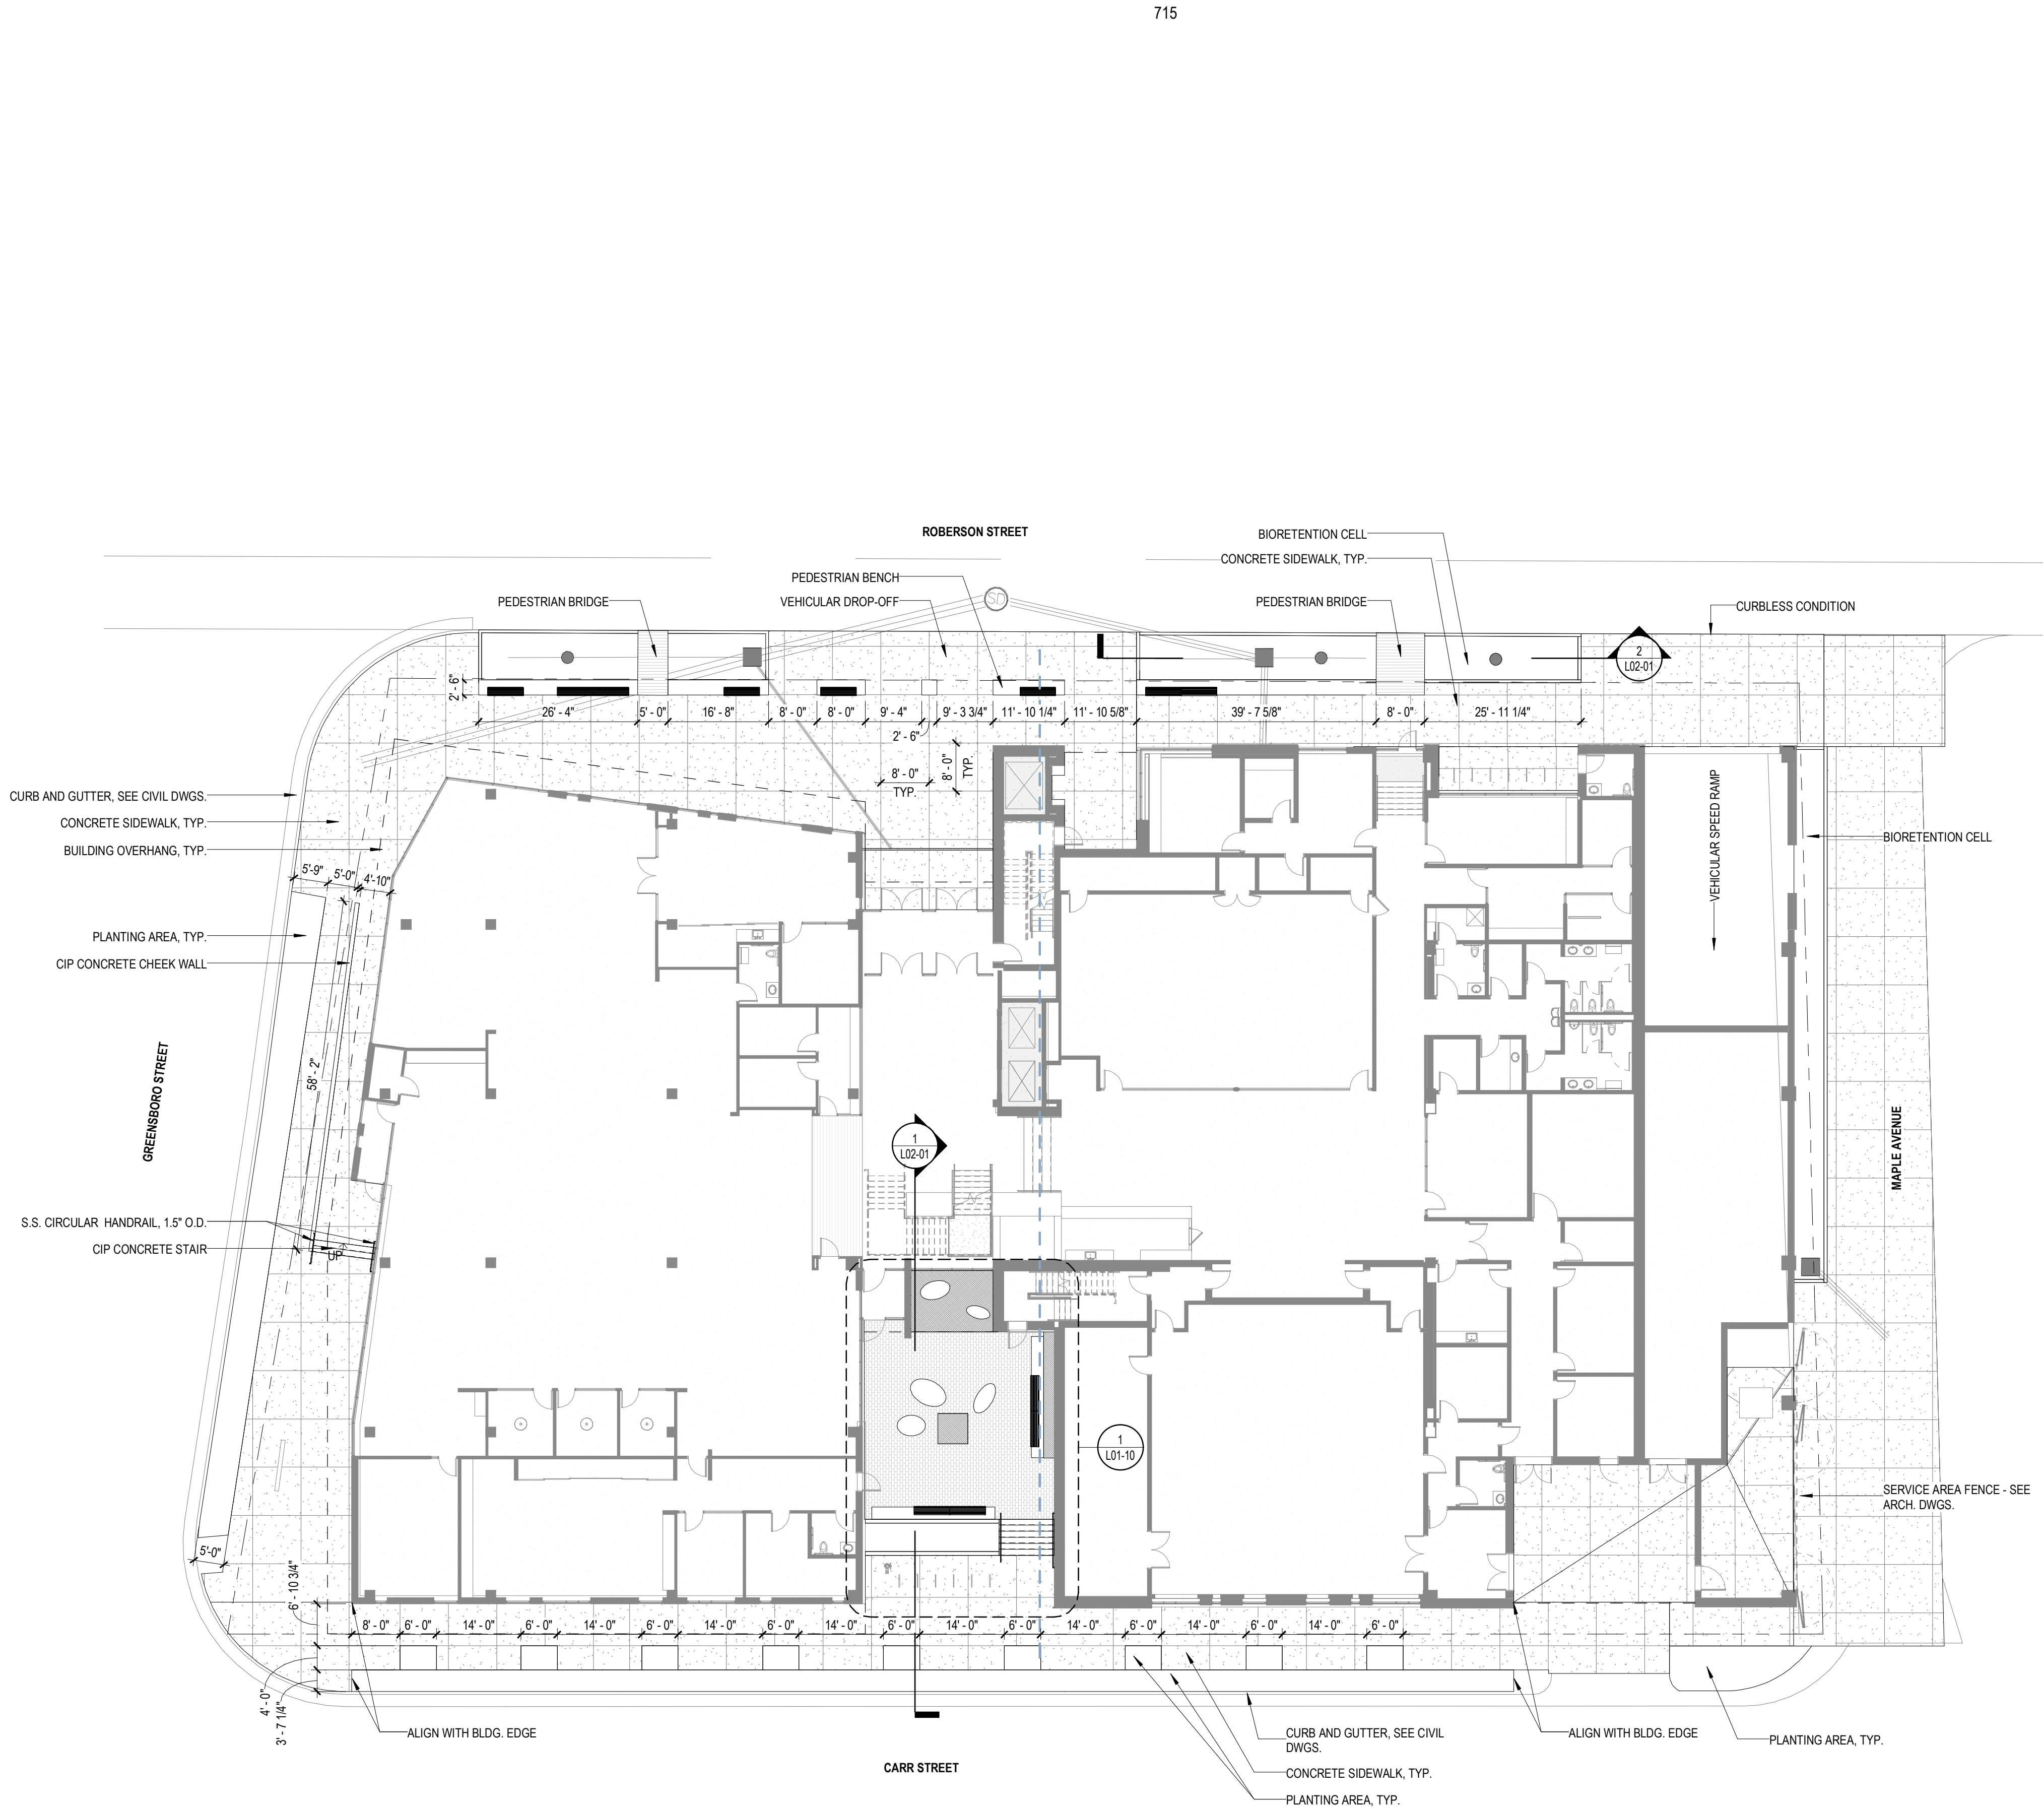 715
ROBERSON STREET
BIORETENTION CELL
CONCRETE SIDEWALK, TYP.
PEDESTRIAN BENCH
VEHICULAR DROP-OFF
PEDESTRIAN BRIDGE
PEDESTRIAN BRIDGE
CURBLESS CONDITION
SD
2
L02-01
2' - 6"
26' - 4"
5' - 0"
16' - 8"
8' - 0"
8' - 0"
9' - 4"
9' - 3 3/4"
11' - 10 1/4"
11' - 10 5/8"
39' - 7 5/8"
8' - 0"
25' - 11 1/4"
2' - 6"
8' - 0"
TYP.
8' - 0"
TYP.
CURB AND GUTTER, SEE CIVIL DWGS.
CONCRETE SIDEWALK, TYP.
BUILDING OVERHANG, TYP.
5'-9"
5'-0"
4'-10"
PLANTING AREA, TYP.
CIP CONCRETE CHEEK WALL
VEHICULAR SPEED RAMP
BIORETENTION CELL
58' - 2"
GREENSBORO STREET
MAPLE AVENUE
1
L02-01
S.S. CIRCULAR HANDRAIL, 1.5" O.D.
CIP CONCRETE STAIR
UP
1
L01-10
SERVICE AREA FENCE - SEE
ARCH. DWGS.
5'-0"
6' - 10 3/4"
8' - 0"
6' - 0"
14' - 0"
6' - 0"
14' - 0"
6' - 0"
14' - 0"
6' - 0"
14' - 0"
6' - 0"
14' - 0"
6' - 0"
14' - 0"
6' - 0"
14' - 0"
6' - 0"
14' - 0"
6' - 0"
4' - 0"
3' - 7 1/4"
ALIGN WITH BLDG. EDGE
CURB AND GUTTER, SEE CIVIL
DWGS.
ALIGN WITH BLDG. EDGE
PLANTING AREA, TYP.
CARR STREET
CONCRETE SIDEWALK, TYP.
PLANTING AREA, TYP.